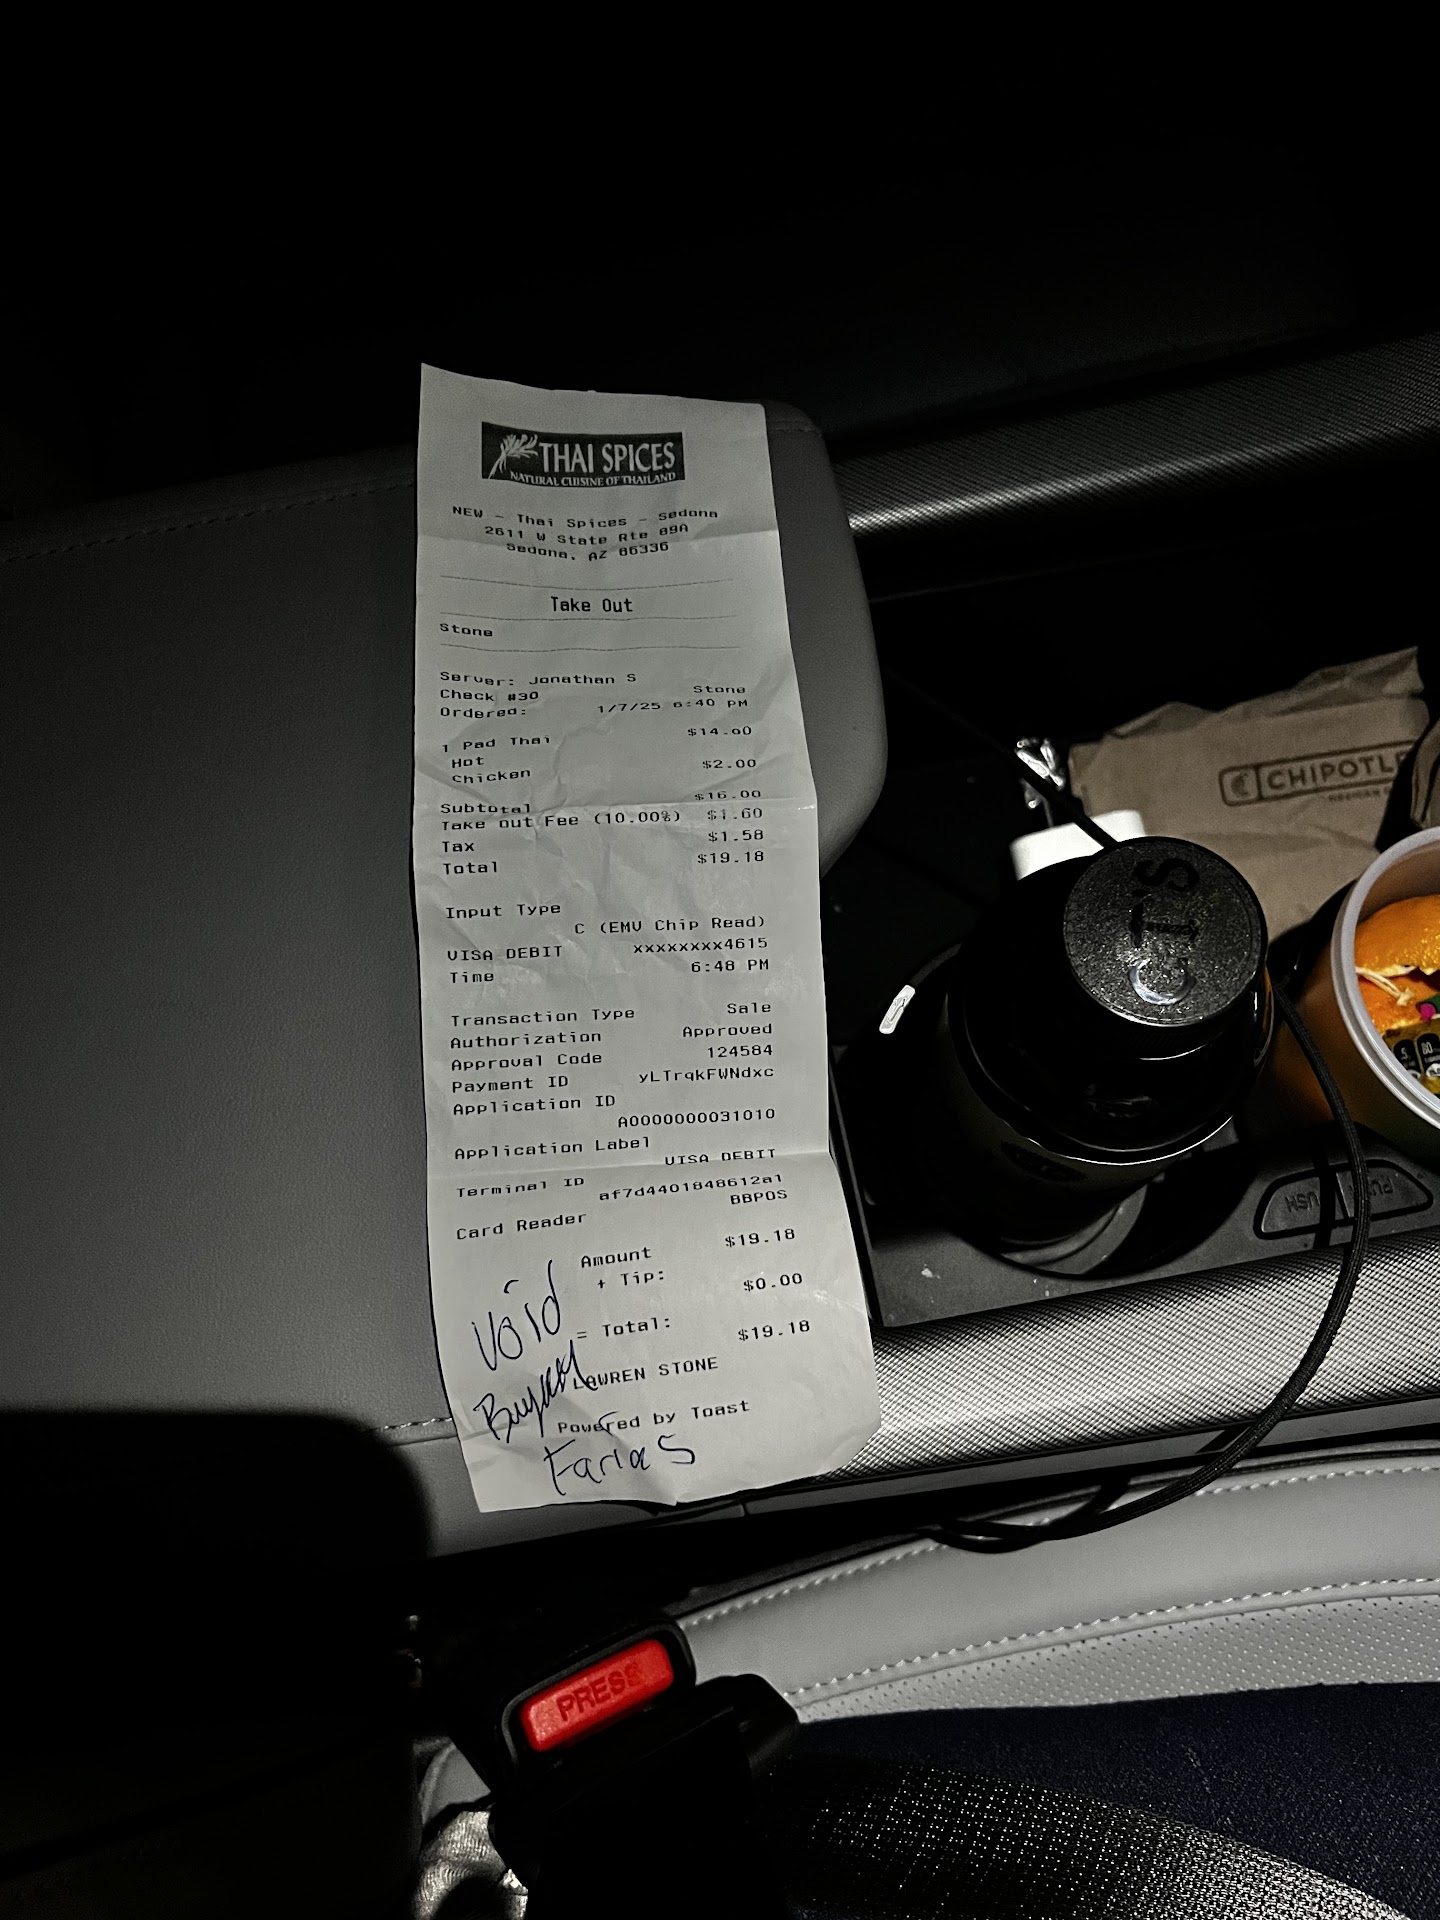 THAI SPICES
NATURAL CUISINE OF THAILAND
NEW - Thai Spices - Sedona
2611 W State Rte 89A
Sedona, AZ 86336
Take Out
Stone
Server: Jonathan S
Check #30 Stone
Ordered: 1/7/25 6:40 PM
1 Pad Thai $14.00
Hot
Chicken $2.00
Subtotal $16.00
Take out Fee (10.00%) $1.60
Tax $1.58
Total $19.18
Input Type
C (EMV Chip Read)
VISA DEBIT xxxxxxxx4615
Time 6:48 PM
Transaction Type Sale
Authorization Approved
Approval Code 124584
Payment ID yLTrqkFWNdxc
Application ID
A0000000031010
Application Label
VISA DEBIT
Terminal ID
af7d4401848612a1
Card Reader BBPOS
Amount $19.18
+ Tip: $0.00
= Total: $19.18
Void
LAWREN STONE
Powered by Toast
Farias
CHIPOTLE
PUSH
PRESS